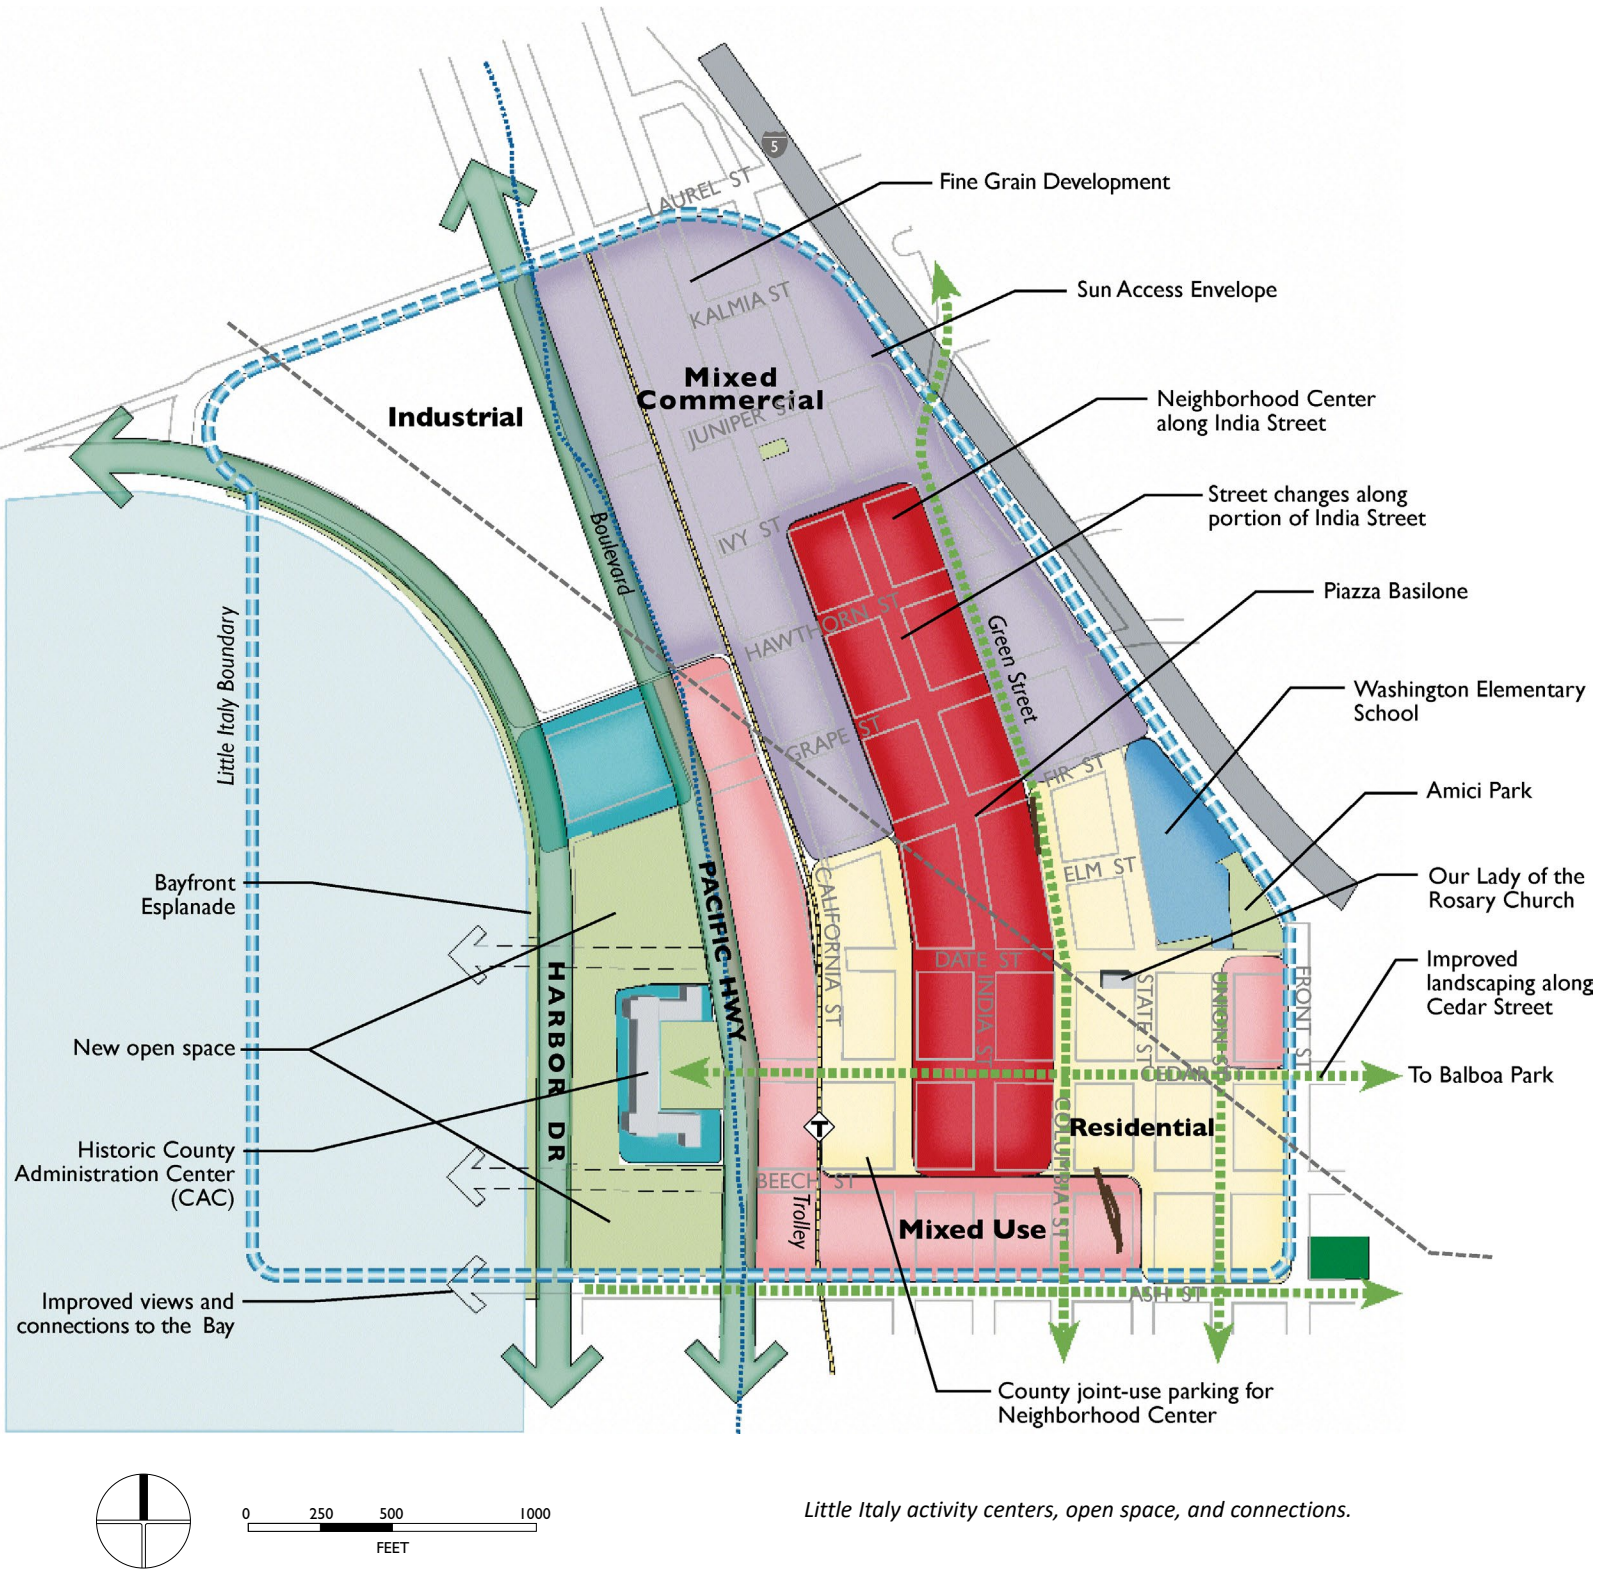 5
LAUREL ST
Fine Grain Development
Sun Access Envelope
KALMIA ST
Mixed
Commercial
Industrial
JUNIPER ST
Neighborhood Center
along India Street
Street changes along
portion of India Street
IVY ST
Boulevard
Piazza Basilone
HAWTHORN ST
Green Street
Little Italy Boundary
Washington Elementary
School
GRAPE ST
FIR ST
Amici Park
ELM ST
Our Lady of the
Rosary Church
Bayfront
Esplanade
PACIFIC HWY
CALIFORNIA ST
DATE ST
INDIA ST
STATE ST
UNION ST
FRONT ST
Improved
landscaping along
Cedar Street
HARBOR DR
New open space
CEDAR ST
To Balboa Park
T
COLUMBIA ST
Residential
Historic County
Administration Center
(CAC)
BEECH ST
Trolley
Mixed Use
Improved views and
connections to the Bay
ASH ST
County joint-use parking for
Neighborhood Center
0 250 500 1000
FEET
Little Italy activity centers, open space, and connections.